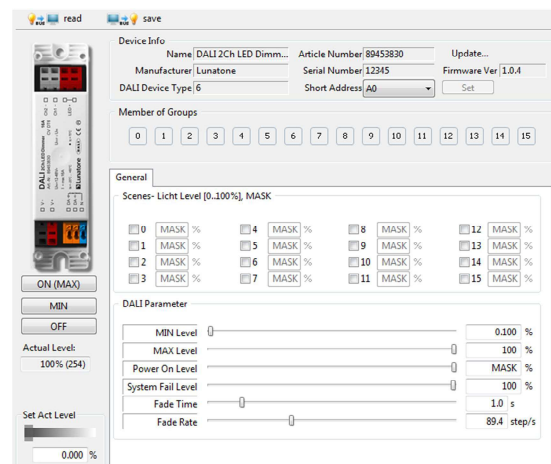 read save
Device Info
Name DALI 2Ch LED Dimm... Article Number 89453830 Update...
Manufacturer Lunatone Serial Number 12345 Firmware Ver 1.0.4
DALI Device Type 6 Short Address A0 Set
Member of Groups
0 1 2 3 4 5 6 7 8 9 10 11 12 13 14 15
General
Scenes- Licht Level [0..100%], MASK
0 MASK % 4 MASK % 8 MASK % 12 MASK %
1 MASK % 5 MASK % 9 MASK % 13 MASK %
2 MASK % 6 MASK % 10 MASK % 14 MASK %
3 MASK % 7 MASK % 11 MASK % 15 MASK %
DALI Parameter
MIN Level 0.100 %
MAX Level 100 %
Power On Level MASK %
System Fail Level 100 %
Fade Time 1.0 s
Fade Rate 89.4 step/s
DALI 2Ch LED Dimmer 16A
Lunatone
ON (MAX)
MIN
OFF
Actual Level:
100% (254)
Set Act Level
0.000 %